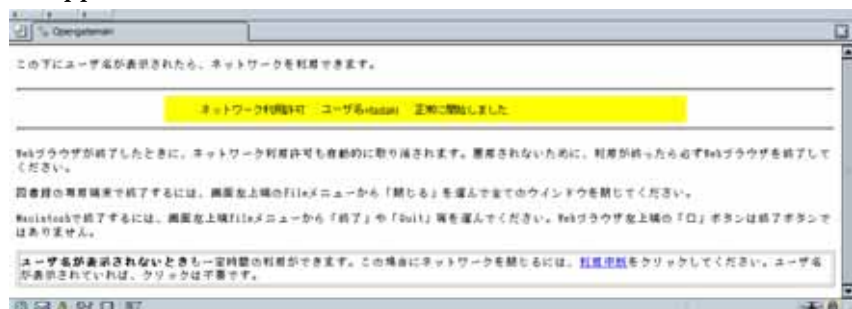 この下にユーザ名が表示されたら、ネットワークを利用できます。
ネットワーク利用許可 ユーザ名 正常に開始しました
Webブラウザが終了したときに、ネットワーク利用許可も自動的に取り消されます。悪用されないために、利用が終ったら必ずWebブラウザを終了して
ください。
図書館の専用端末で終了するには、画面左上端のFileメニューから「閉じる」を選んで全てのウインドウを閉じてください。
Macintoshで終了するには、画面左上端Fileメニューから「終了」や「Quit」等を選んでください。Webブラウザ左上端の「口」ボタンは終了ボタンで
はありません。
ユーザ名が表示されないときも一定時間の利用ができます。この場合にネットワークを閉じるには、利用中断をクリックしてください。ユーザ名
が表示されていれば、クリックは不要です。